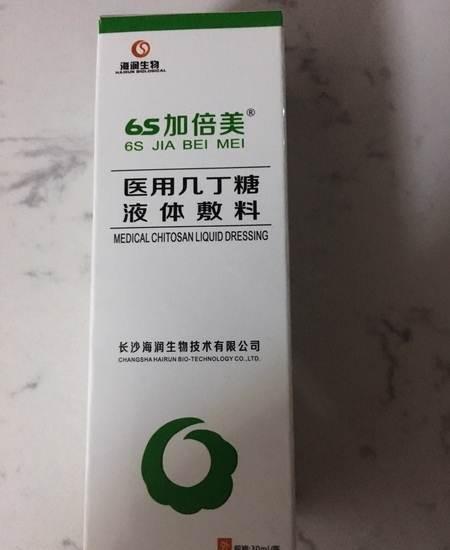 海润生物
HAIRUN BIOLOGICAL
6S加倍美®
6S JIA BEI MEI
医用几丁糖
液体敷料
MEDICAL CHITOSAN LIQUID DRESSING
长沙海润生物技术有限公司
CHANGSHA HAIRUN BIO-TECHNOLOGY CO.,LTD.
30ml/